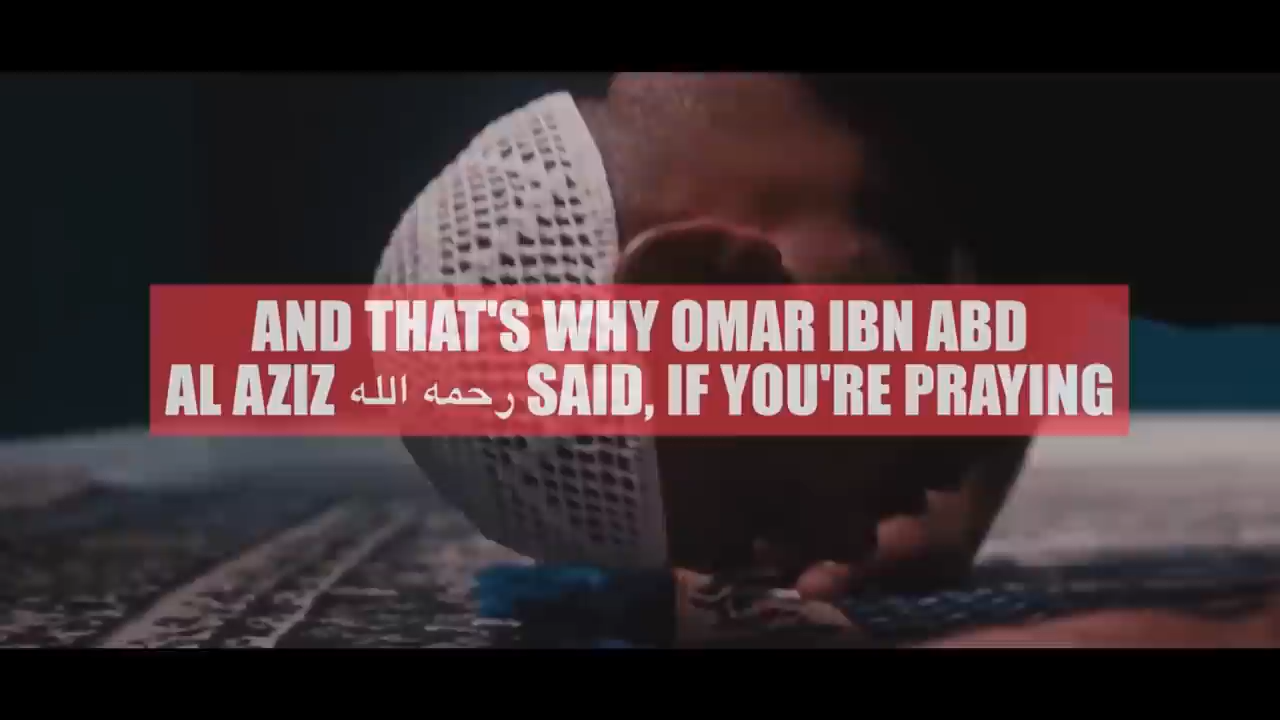 AND THAT'S WHY OMAR IBN ABD
AL AZIZ رحمه الله SAID, IF YOU'RE PRAYING